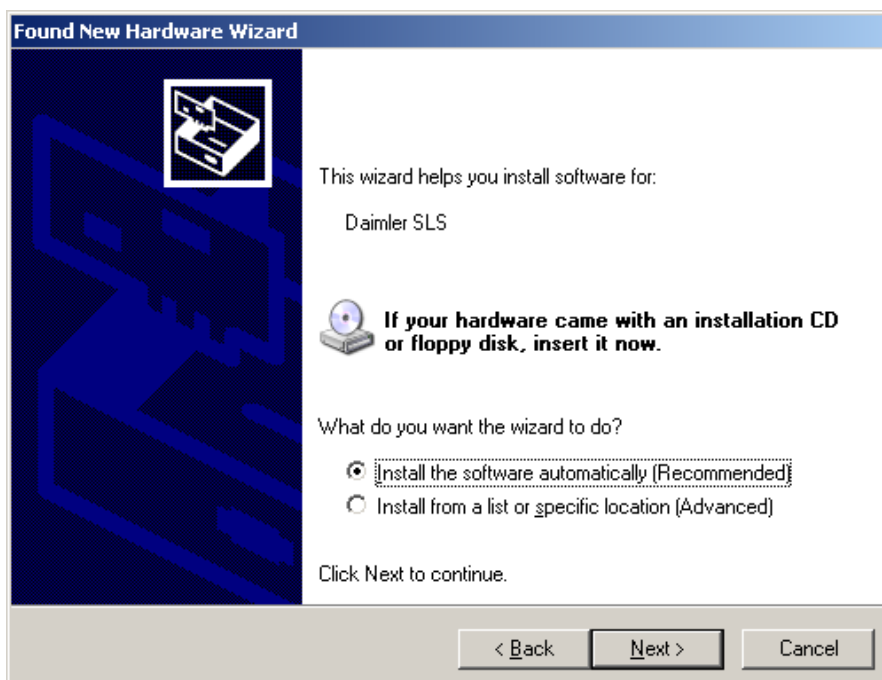 Found New Hardware Wizard
This wizard helps you install software for:
Daimler SLS
If your hardware came with an installation CD
or floppy disk, insert it now.
What do you want the wizard to do?
Install the software automatically (Recommended)
Install from a list or specific location (Advanced)
Click Next to continue.
< Back Next > Cancel